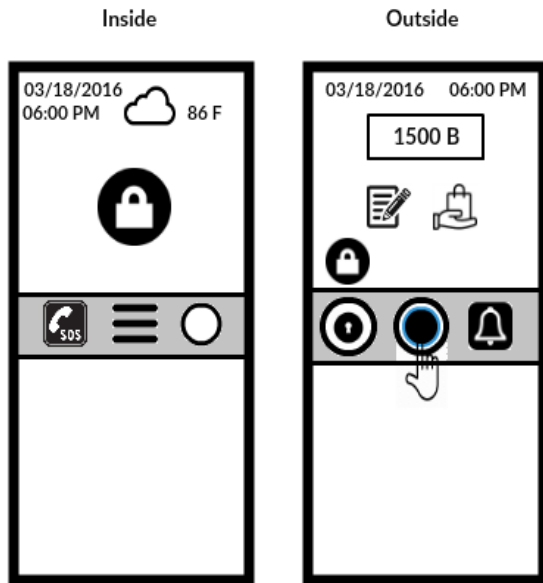 Inside
03/18/2016
06:00 PM
86 F
SOS
Outside
03/18/2016 06:00 PM
1500 B